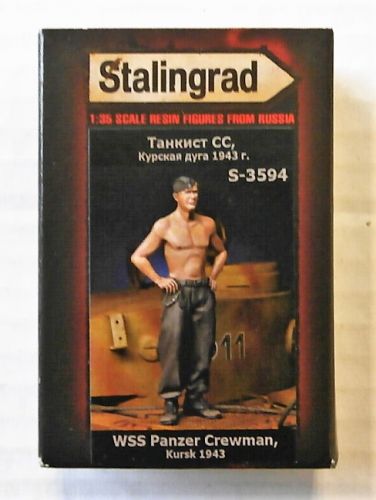 Stalingrad
1:35 SCALE RESIN FIGURES FROM RUSSIA
Танкист СС,
Курская дуга 1943 г.
S-3594
011
WSS Panzer Crewman,
Kursk 1943